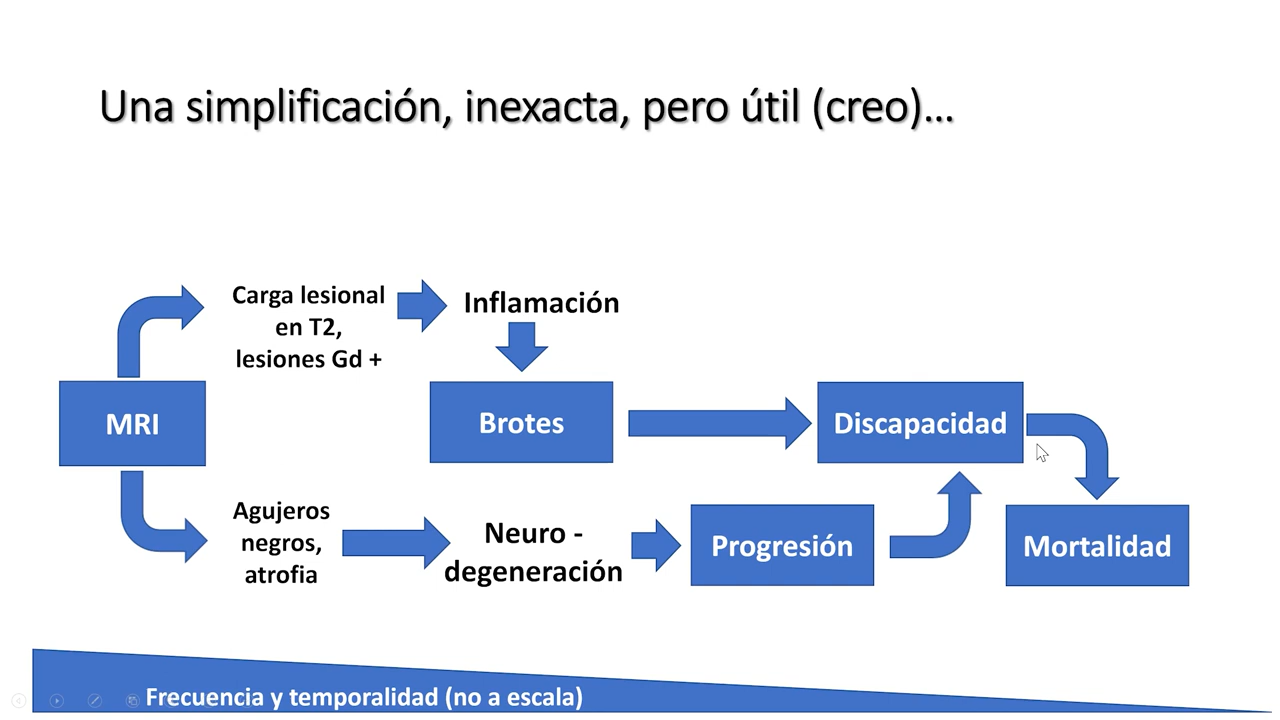 Una simplificación, inexacta, pero útil (creo)...
Carga lesional
en T2,
lesiones Gd +
Inflamación
MRI
Brotes
Discapacidad
Agujeros
negros,
atrofia
Neuro -
degeneración
Progresión
Mortalidad
Frecuencia y temporalidad (no a escala)